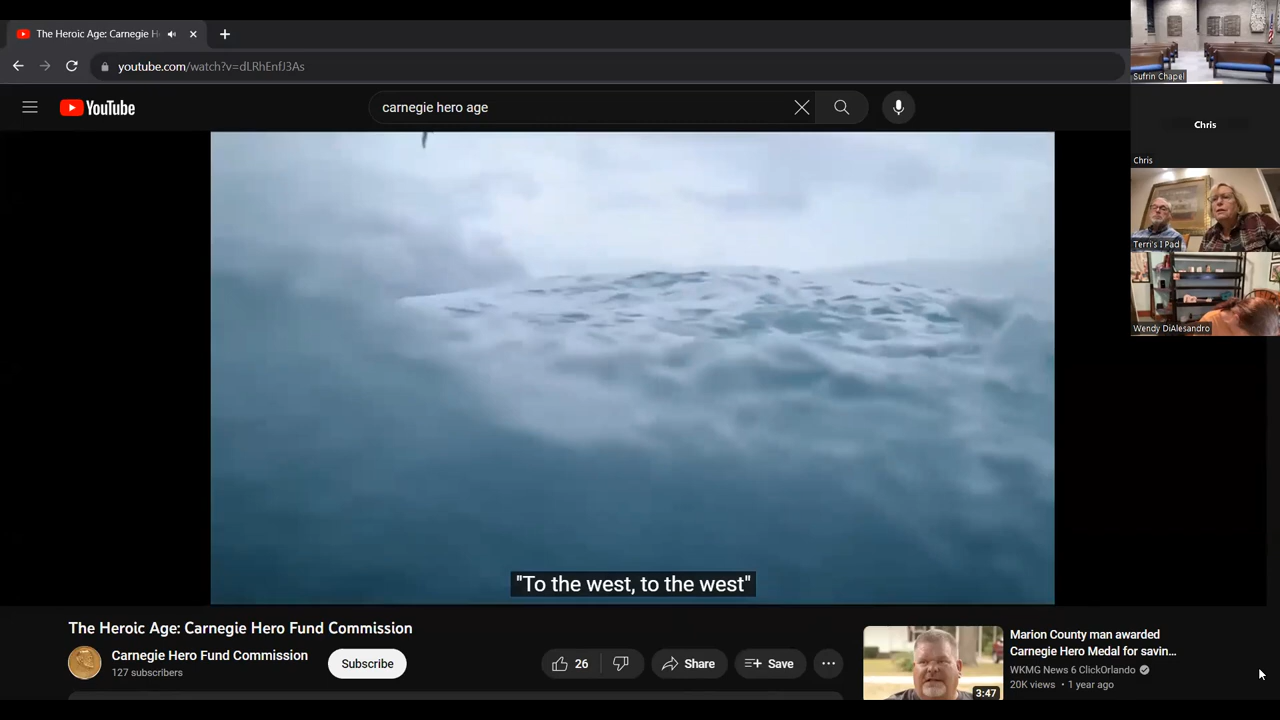 The Heroic Age: Carnegie H
youtube.com/watch?v=dLRhEnfJ3As
YouTube
carnegie hero age
Sufrin Chapel
Chris
Chris
Terri's I Pad
Wendy DiAlesandro
"To the west, to the west"
The Heroic Age: Carnegie Hero Fund Commission
Carnegie Hero Fund Commission
127 subscribers
Subscribe
26
Share
Save
Marion County man awarded
Carnegie Hero Medal for savin...
WKMG News 6 ClickOrlando
20K views • 1 year ago
3:47